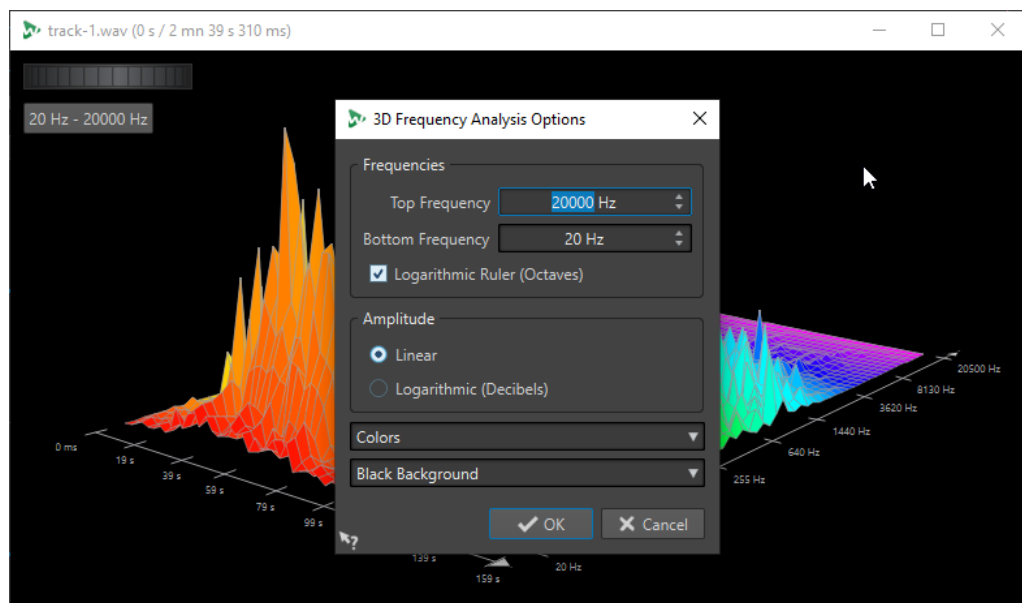 track-1.wav (0 s / 2 mn 39 s 310 ms)
20 Hz - 20000 Hz
3D Frequency Analysis Options
Frequencies
Top Frequency 20000 Hz
Bottom Frequency 20 Hz
Logarithmic Ruler (Octaves)
Amplitude
Linear
Logarithmic (Decibels)
Colors
Black Background
OK Cancel
0 ms
19 s
39 s
59 s
79 s
99 s
139 s
159 s
20 Hz
255 Hz
640 Hz
1440 Hz
3620 Hz
8130 Hz
20500 Hz